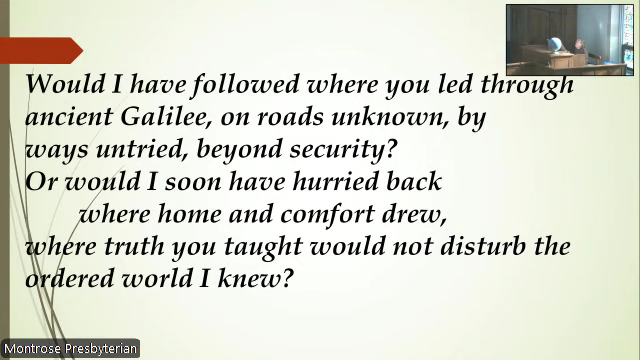 Would I have followed where you led through
ancient Galilee, on roads unknown, by
ways untried, beyond security?
Or would I soon have hurried back
where home and comfort drew,
where truth you taught would not disturb the
ordered world I knew?
Montrose Presbyterian